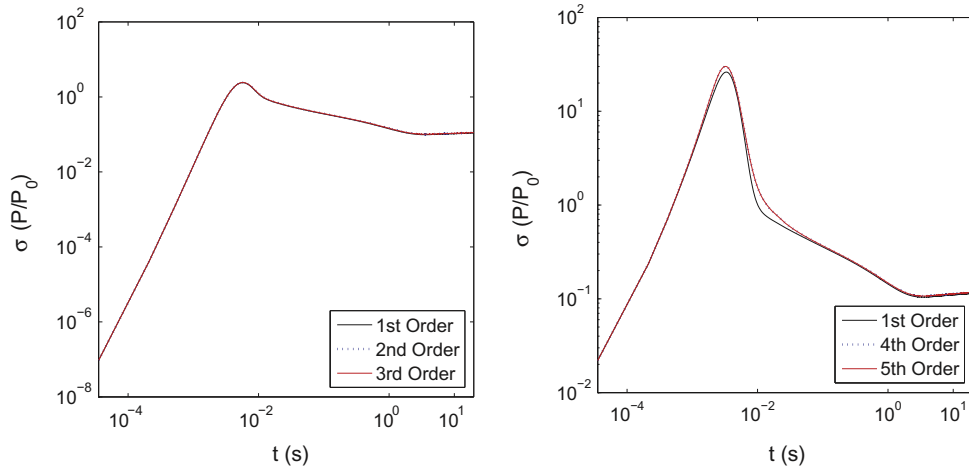 10^2
10^0
10^−2
10^−4
10^−6
10^−8
σ (P/P_0)
10^−4
10^−2
10^0
10^1
t (s)
1st Order
2nd Order
3rd Order
10^2
10^1
10^0
10^−1
10^−2
σ (P/P_0)
10^−4
10^−2
10^0
10^1
t (s)
1st Order
4th Order
5th Order